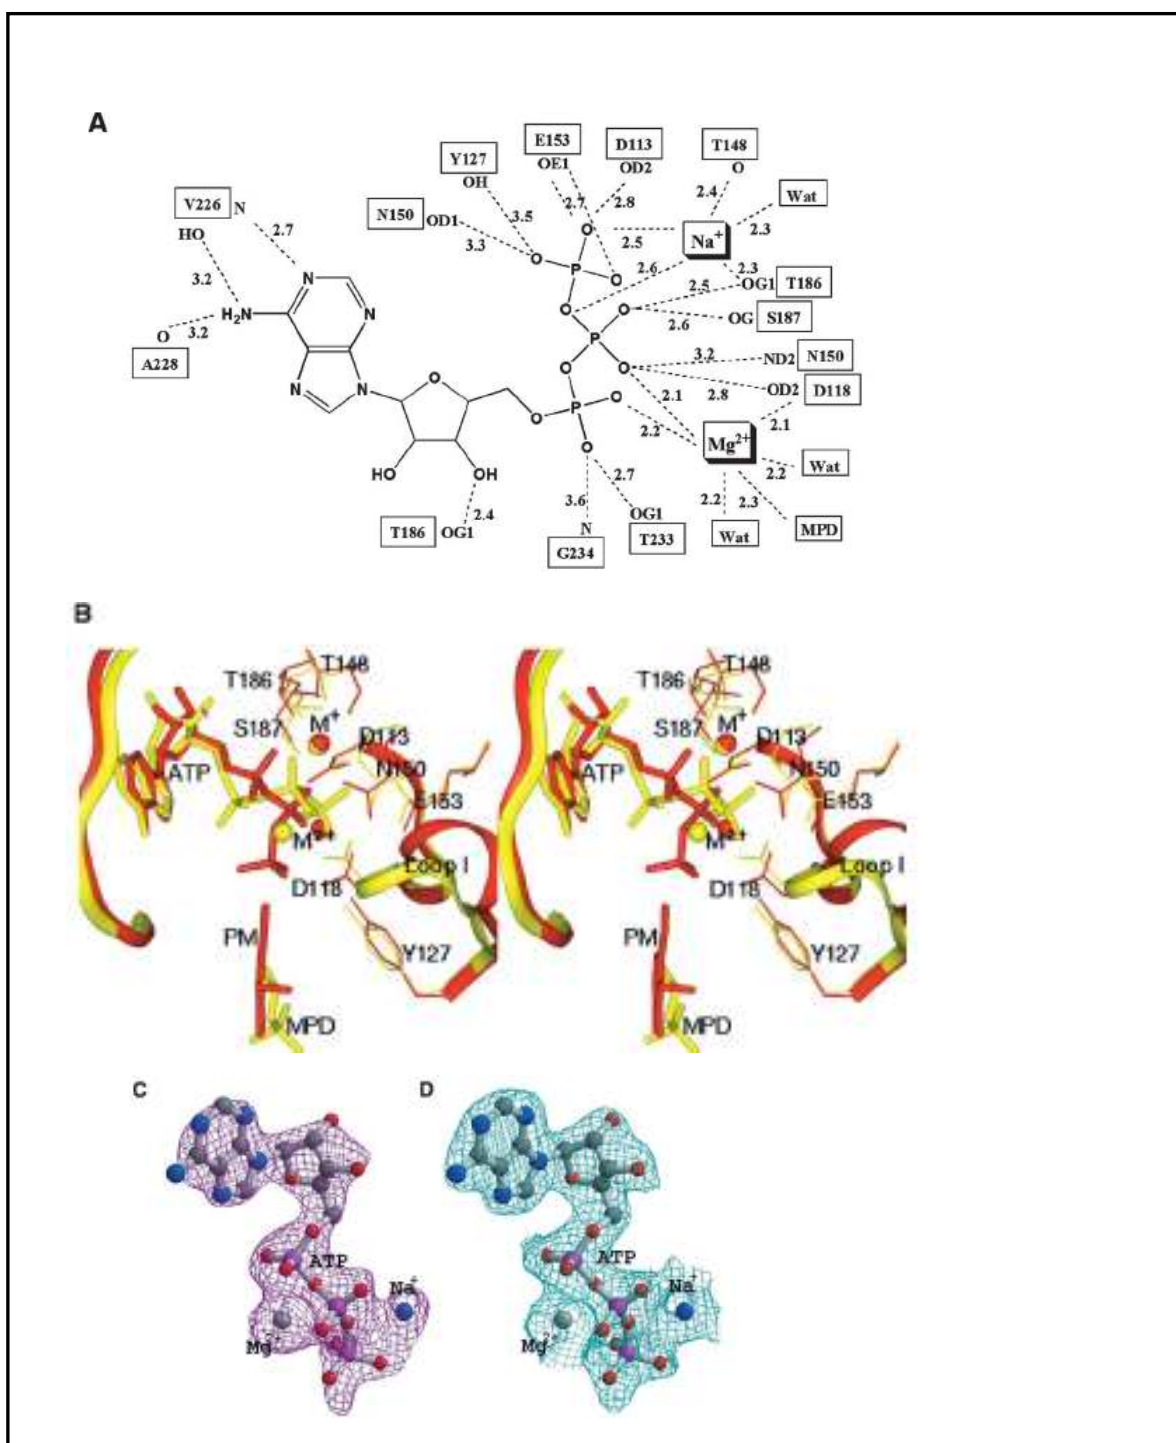 A
E153
D113
T148
Y127
OE1
OD2
O
OH
Wat
V226
N
N150
OD1
3.5
2.7
2.8
2.4
HO
2.7
3.3
O
2.5
Na+
2.3
O
P
O
2.6
2.3
3.2
N
2.5
OG1
T186
H2N
N
O
O
2.6
OG
S187
O
3.2
P
3.2
ND2
N150
A228
O
O
2.8
OD2
D118
N
N
O
2.1
2.1
O
P
O
2.2
Mg2+
O
2.2
Wat
HO
OH
2.7
3.6
2.2
2.3
2.4
OG1
T186
OG1
N
T233
Wat
MPD
G234
B
T148
T148
T186
T186
S187
M+
S187
M+
D113
D113
ATP
N150
ATP
N150
E153
E153
M2+
M2+
Loop I
Loop I
D118
D118
PM
Y127
PM
Y127
MPD
MPD
C
D
ATP
ATP
Na+
Na+
Mg2+
Mg2+